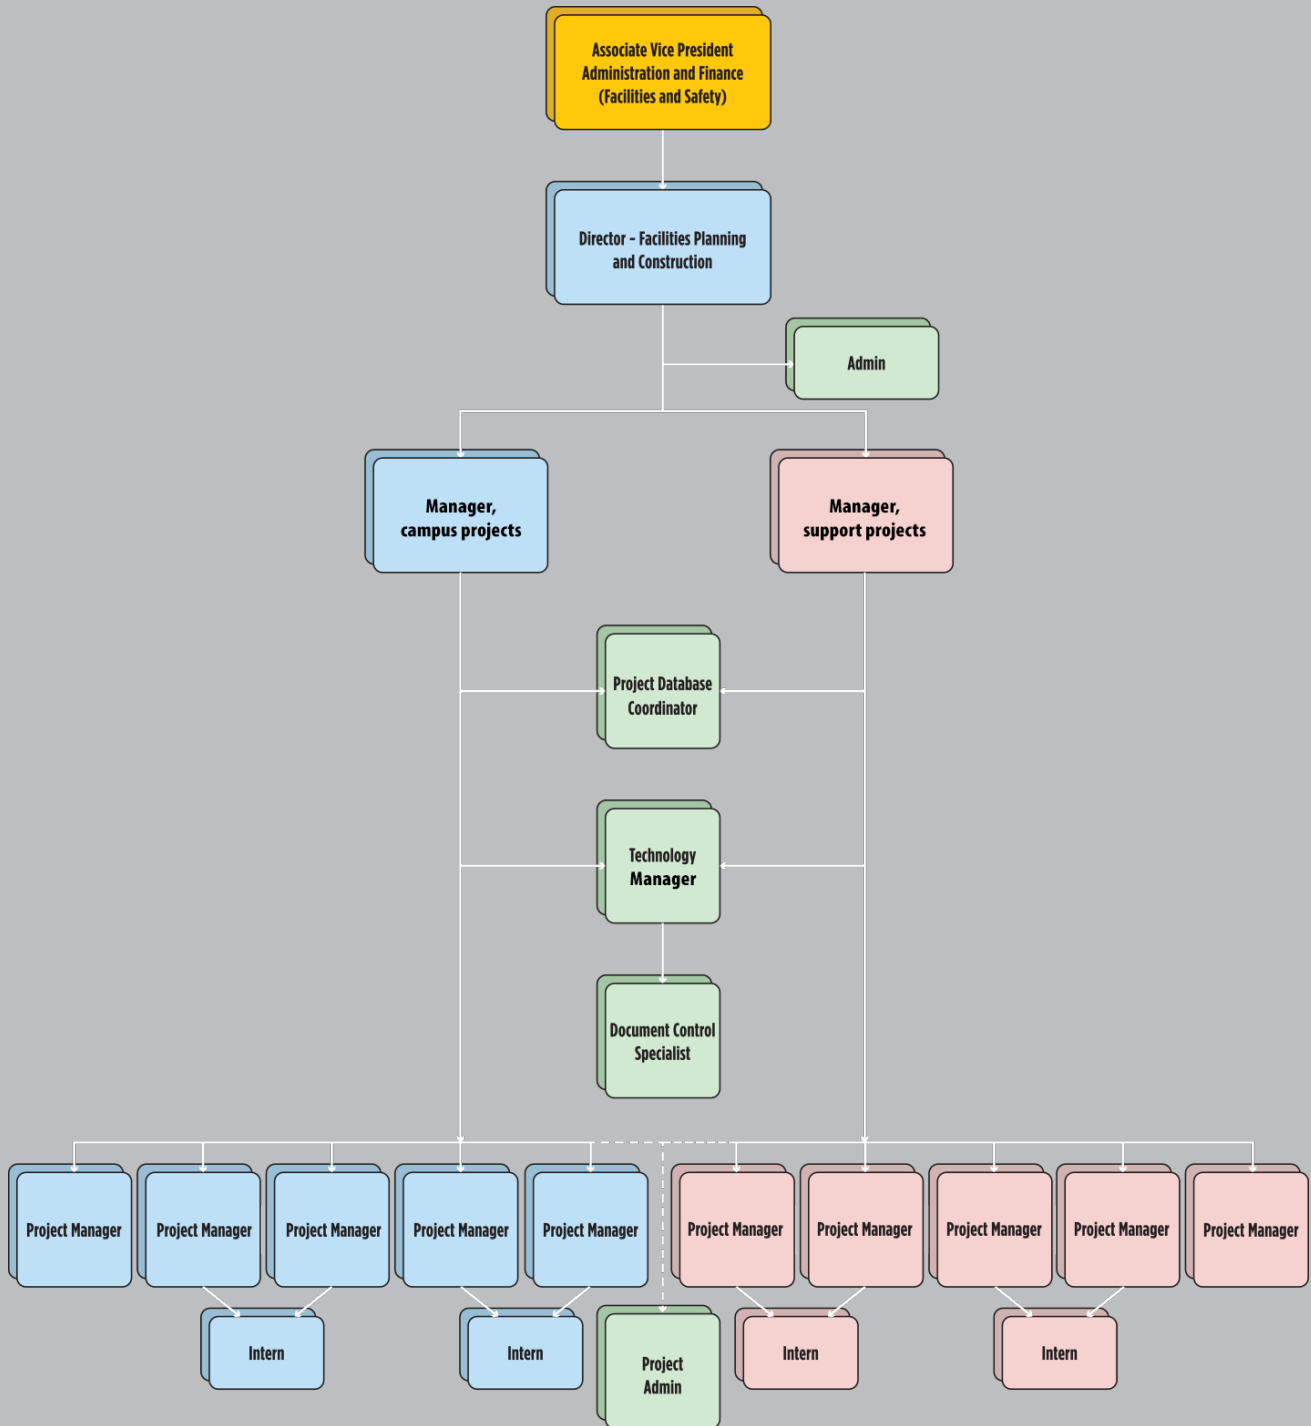 Associate Vice President
Administration and Finance
(Facilities and Safety)
Director - Facilities Planning
and Construction
Admin
Manager,
campus projects
Manager,
support projects
Project Database
Coordinator
Technology
Manager
Document Control
Specialist
Project Manager
Project Manager
Project Manager
Project Manager
Project Manager
Project Manager
Project Manager
Project Manager
Project Manager
Project Manager
Intern
Intern
Project
Admin
Intern
Intern